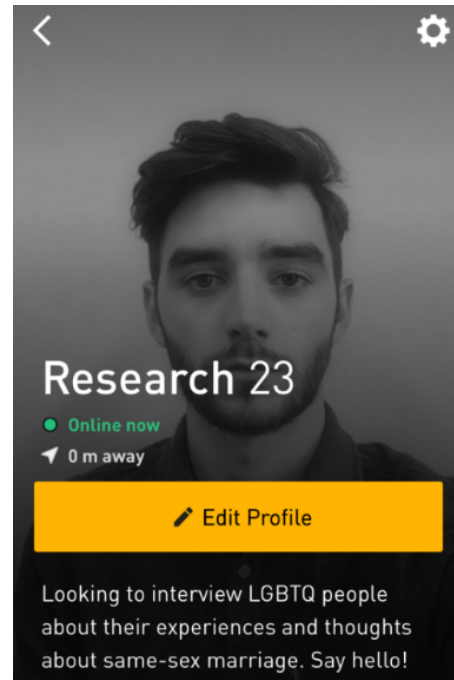 Research 23
Online now
0 m away
Edit Profile
Looking to interview LGBTQ people
about their experiences and thoughts
about same-sex marriage. Say hello!